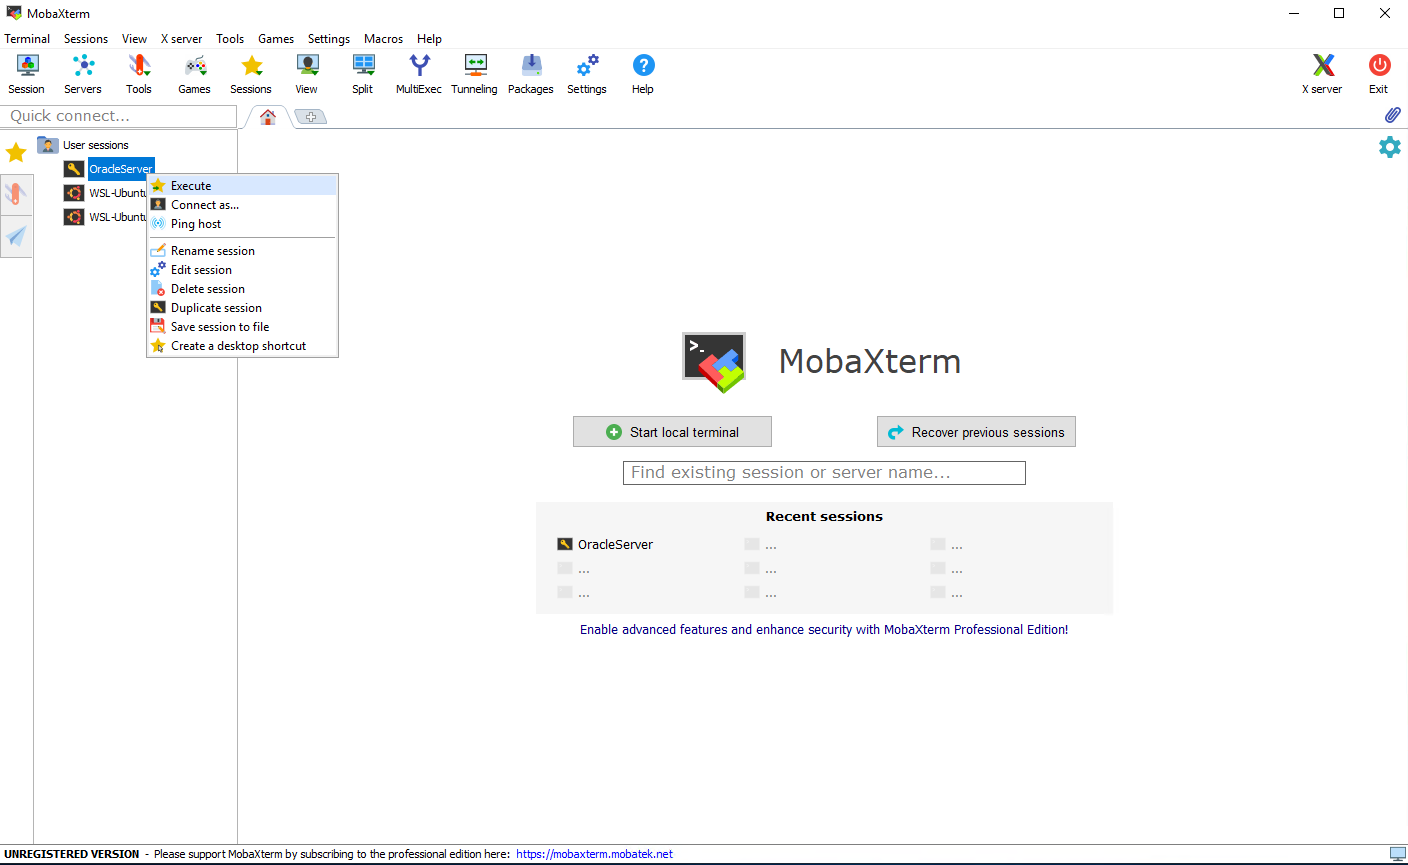 MobaXterm
Terminal Sessions View X server Tools Games Settings Macros Help
Session Servers Tools Games Sessions View Split MultiExec Tunneling Packages Settings Help X server Exit
Quick connect...
User sessions
OracleServer
WSL-Ubuntu
WSL-Ubuntu
Execute
Connect as...
Ping host
Rename session
Edit session
Delete session
Duplicate session
Save session to file
Create a desktop shortcut
>_
MobaXterm
Start local terminal
Recover previous sessions
Find existing session or server name...
Recent sessions
OracleServer ... ...
... ... ...
... ... ...
Enable advanced features and enhance security with MobaXterm Professional Edition!
UNREGISTERED VERSION - Please support MobaXterm by subscribing to the professional edition here: https://mobaxterm.mobatek.net